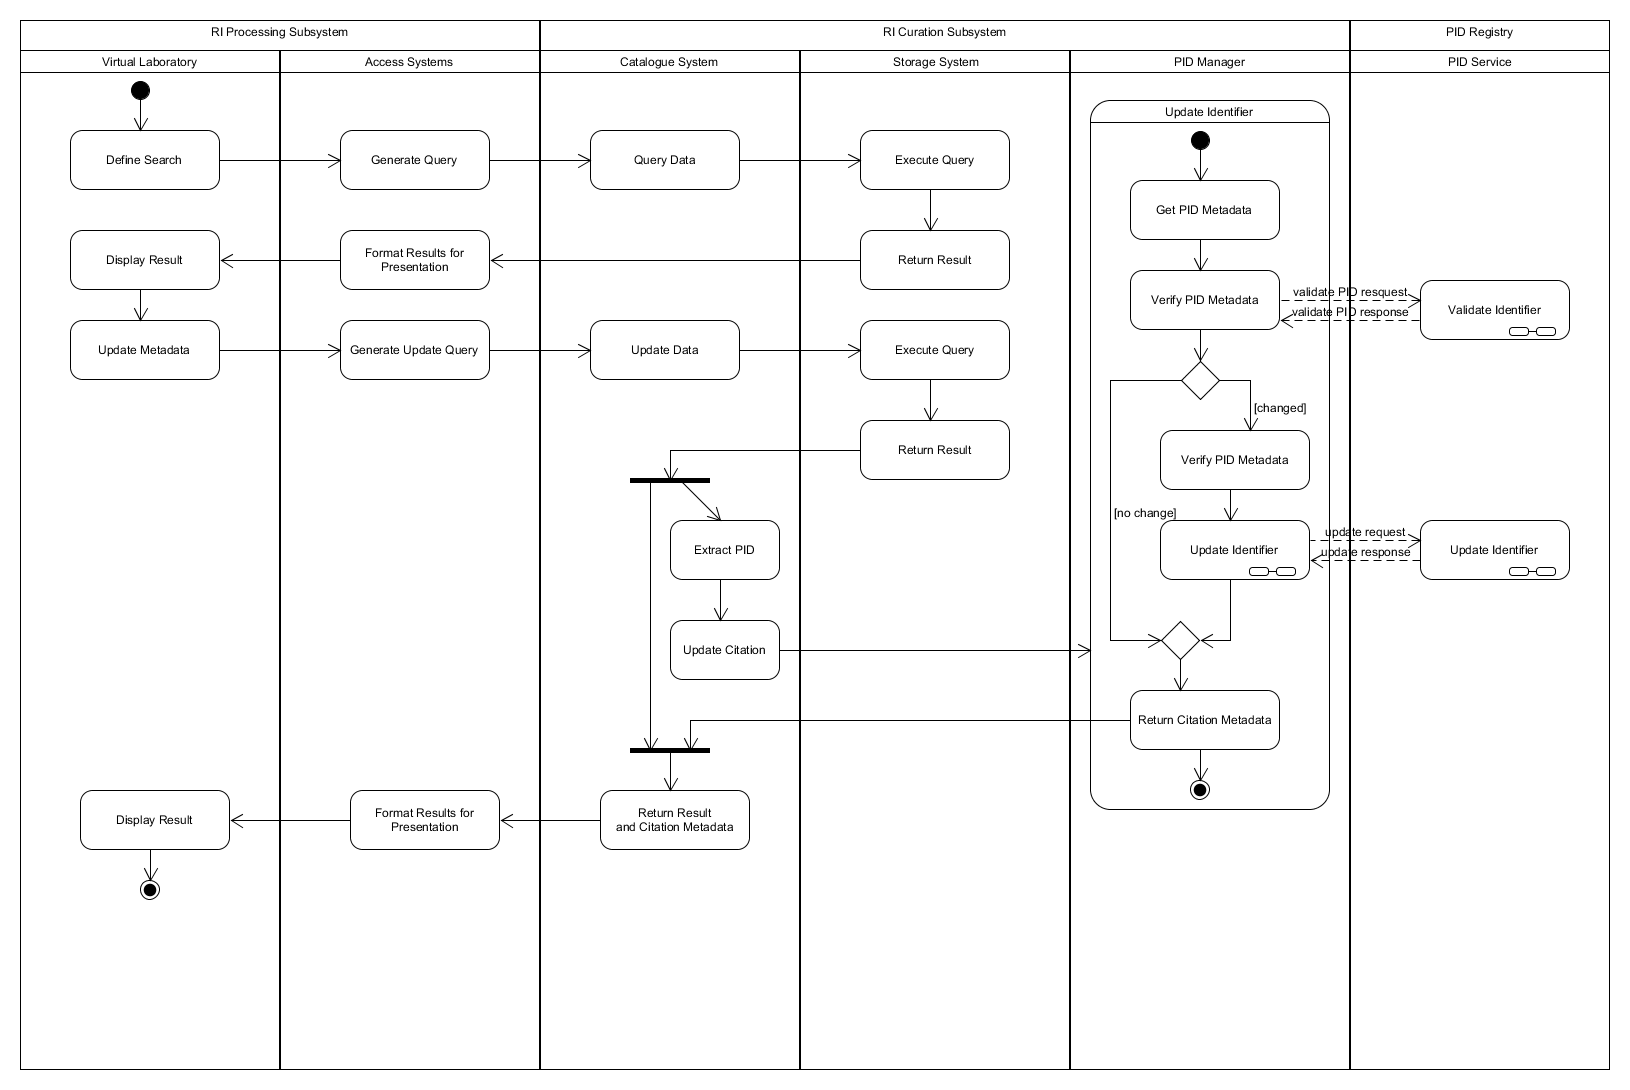 RI Processing Subsystem
RI Curation Subsystem
PID Registry
Virtual Laboratory
Access Systems
Catalogue System
Storage System
PID Manager
PID Service
Update Identifier
Define Search
Generate Query
Query Data
Execute Query
Get PID Metadata
Display Result
Format Results for
Presentation
Return Result
Verify PID Metadata
validate PID resquest
validate PID response
Validate Identifier
Update Metadata
Generate Update Query
Update Data
Execute Query
[changed]
Return Result
Verify PID Metadata
[no change]
Extract PID
Update Identifier
update request
update response
Update Identifier
Update Citation
Return Citation Metadata
Display Result
Format Results for
Presentation
Return Result
and Citation Metadata